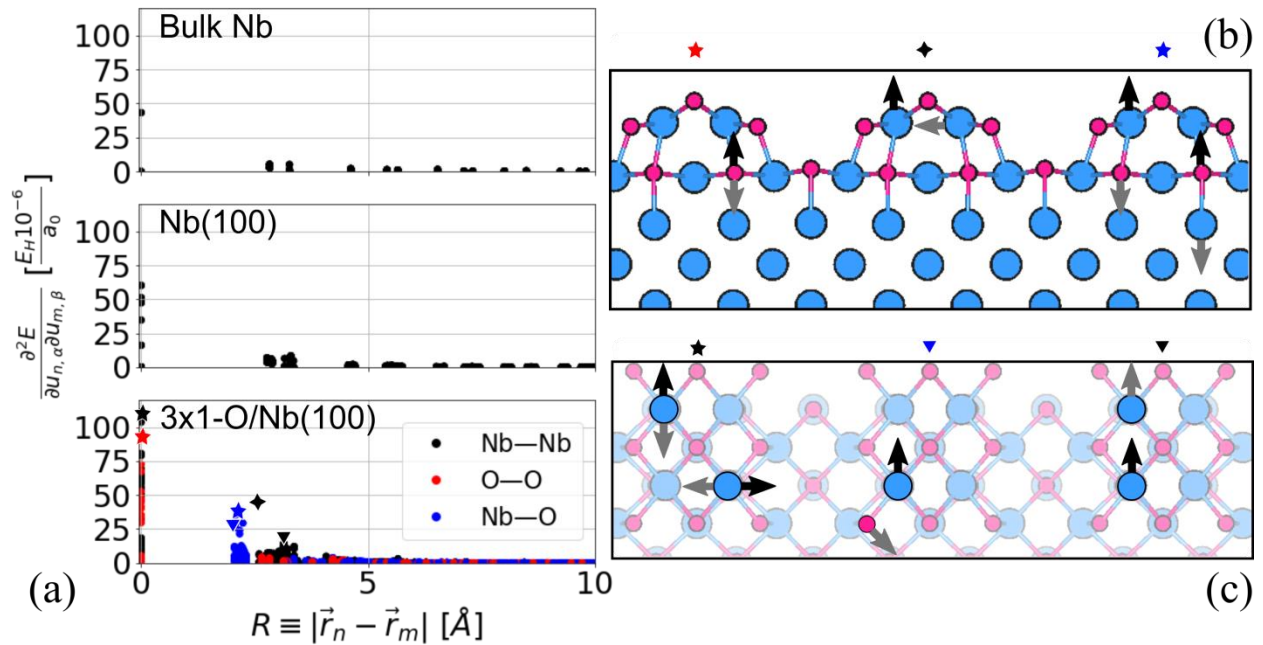 Bulk Nb
100
75
50
25
0
Nb(100)
100
75
50
25
0
3x1-O/Nb(100)
100
75
50
25
0
Nb—Nb
O—O
Nb—O
0 5 10
R ≡ |r⃗ₙ − r⃗ₘ| [Å]
∂²E / ∂uₙ,α∂uₘ,β [E_H10⁻⁶ / a₀]
(a)
(b)
(c)